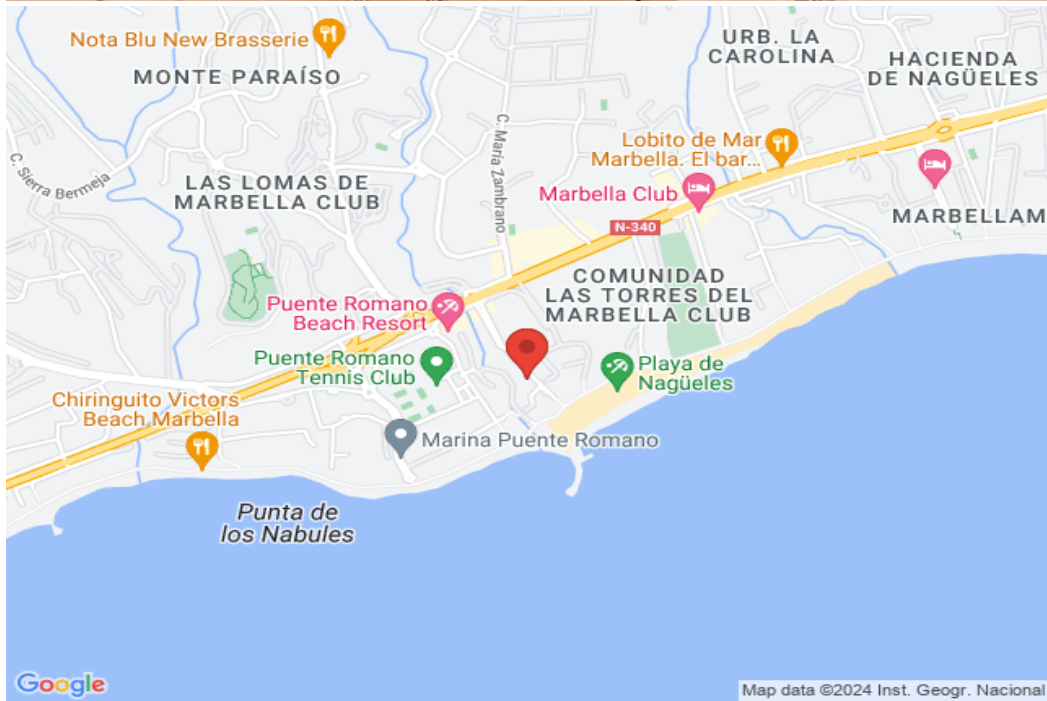 Nota Blu New Brasserie
MONTE PARAÍSO
URB. LA
CAROLINA
HACIENDA
DE NAGÜELES
C. María Zambrano
Lobito de Mar
Marbella. El bar...
C. Sierra Bermeja
LAS LOMAS DE
MARBELLA CLUB
Marbella Club
N-340
MARBELLAM
COMUNIDAD
LAS TORRES DEL
MARBELLA CLUB
Puente Romano
Beach Resort
Puente Romano
Tennis Club
Playa de
Nagüeles
Chiringuito Victors
Beach Marbella
Marina Puente Romano
Punta de
los Nabules
Google
Map data ©2024 Inst. Geogr. Nacional